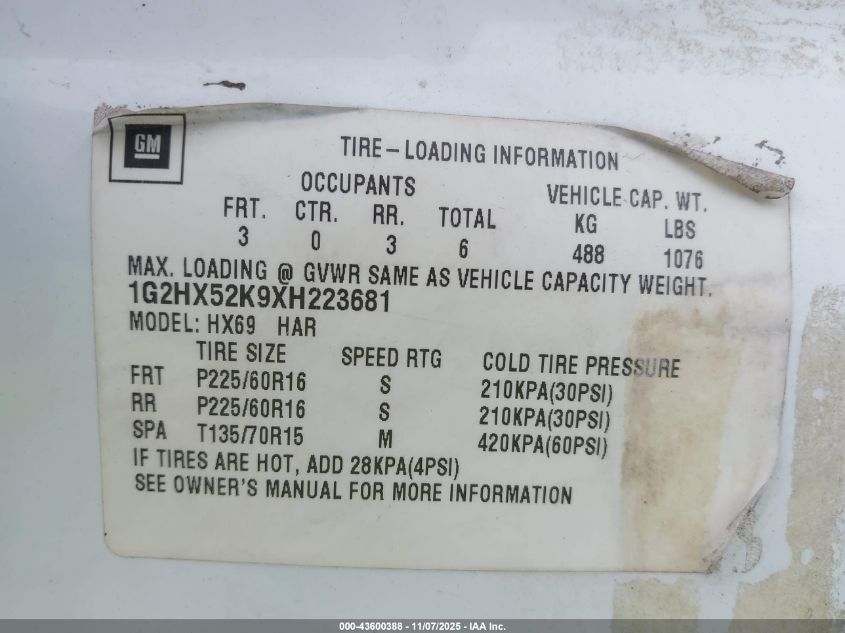 GM
TIRE-LOADING INFORMATION
OCCUPANTS VEHICLE CAP. WT.
FRT. CTR. RR. TOTAL KG LBS
3 0 3 6 488 1076
MAX. LOADING @ GVWR SAME AS VEHICLE CAPACITY WEIGHT.
1G2HX52K9XH223681
MODEL: HX69 HAR
TIRE SIZE SPEED RTG COLD TIRE PRESSURE
FRT P225/60R16 S 210KPA(30PSI)
RR P225/60R16 S 210KPA(30PSI)
SPA T135/70R15 M 420KPA(60PSI)
IF TIRES ARE HOT, ADD 28KPA(4PSI)
SEE OWNER'S MANUAL FOR MORE INFORMATION
000-43600388 - 11/07/2025 - IAA Inc.